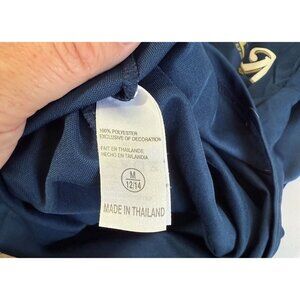 100% POLYESTER
EXCLUSIVE OF DECORATION
FAIT EN THAILANDE
HECHO EN TAILANDIA
M
12/14
MADE IN THAILAND